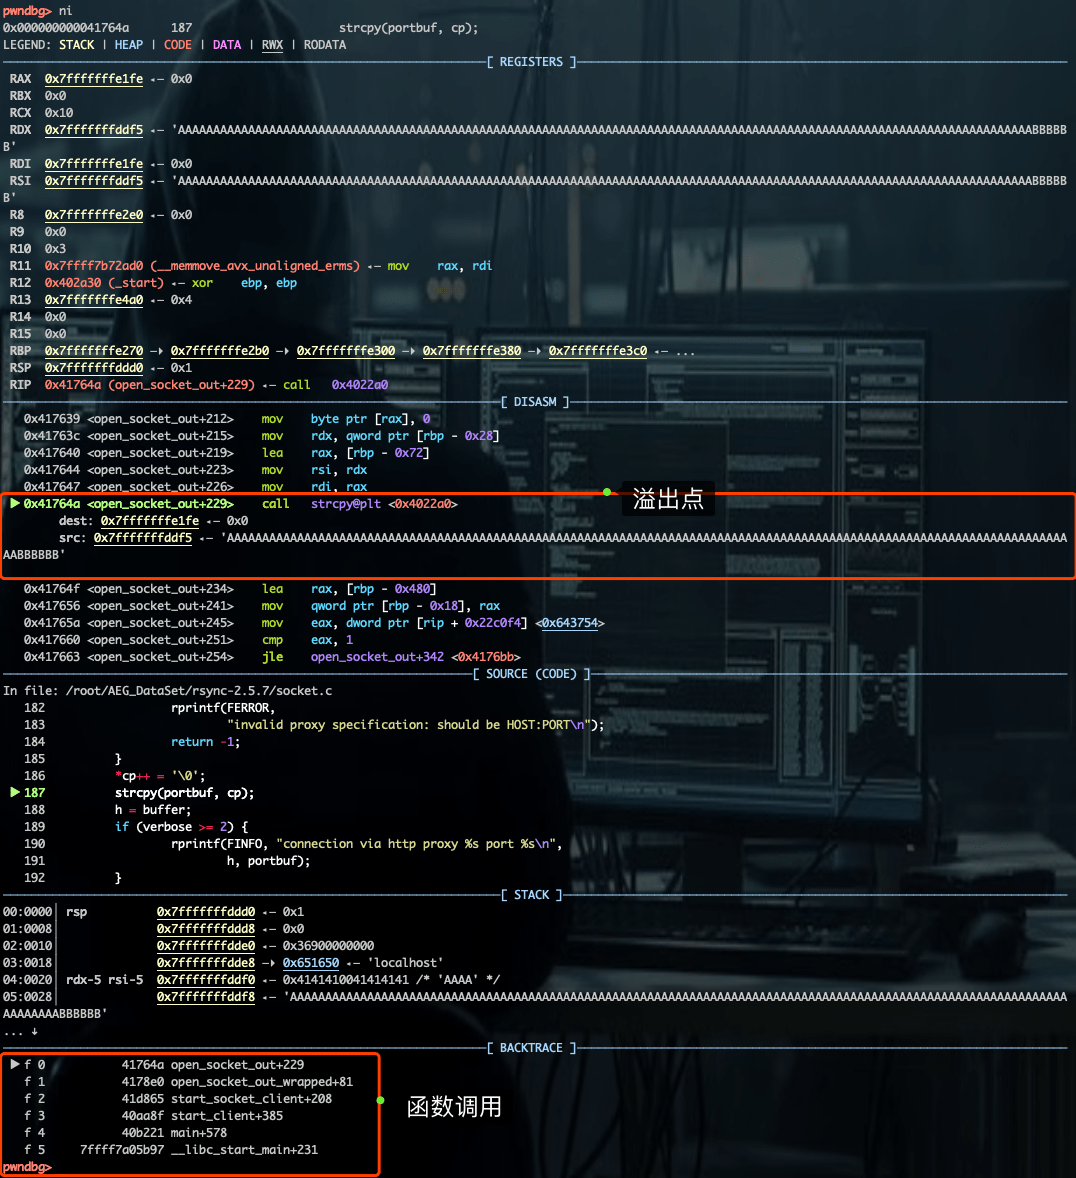 pwndbg> ni
0x000000000041764a      187                     strcpy(portbuf, cp);
LEGEND: STACK | HEAP | CODE | DATA | RWX | RODATA
[ REGISTERS ]
RAX  0x7fffffffe1fe ◂— 0x0
RBX  0x0
RCX  0x10
RDX  0x7fffffffddf5 ◂— 'AAAAAAAAAAAAAAAAAAAAAAAAAAAAAAAAAAAAAAAAAAAAAAAAAAAAAAAAAAAAAAAAAAAAAAAAAAAAAAAAAAAAAAAAAAAAAAAAAAAAAAAAAAAAAAAAAAAAAAAAAABBBBB
B'
RDI  0x7fffffffe1fe ◂— 0x0
RSI  0x7fffffffddf5 ◂— 'AAAAAAAAAAAAAAAAAAAAAAAAAAAAAAAAAAAAAAAAAAAAAAAAAAAAAAAAAAAAAAAAAAAAAAAAAAAAAAAAAAAAAAAAAAAAAAAAAAAAAAAAAAAAAAAAAAAAAAAAAABBBBB
B'
R8   0x7fffffffe2e0 ◂— 0x0
R9   0x0
R10  0x3
R11  0x7ffff7b72ad0 (__memmove_avx_unaligned_erms) ◂— mov    rax, rdi
R12  0x402a30 (_start) ◂— xor    ebp, ebp
R13  0x7fffffffe4a0 ◂— 0x4
R14  0x0
R15  0x0
RBP  0x7fffffffe270 —▸ 0x7fffffffe2b0 —▸ 0x7fffffffe300 —▸ 0x7fffffffe380 —▸ 0x7fffffffe3c0 ◂— ...
RSP  0x7fffffffddd0 ◂— 0x1
RIP  0x41764a (open_socket_out+229) ◂— call   0x4022a0
[ DISASM ]
0x417639 <open_socket_out+212>    mov    byte ptr [rax], 0
0x41763c <open_socket_out+215>    mov    rdx, qword ptr [rbp - 0x28]
0x417640 <open_socket_out+219>    lea    rax, [rbp - 0x72]
0x417644 <open_socket_out+223>    mov    rsi, rdx
0x417647 <open_socket_out+226>    mov    rdi, rax
► 0x41764a <open_socket_out+229>    call   strcpy@plt <0x4022a0>
溢出点
dest: 0x7fffffffe1fe ◂— 0x0
src: 0x7fffffffddf5 ◂— 'AAAAAAAAAAAAAAAAAAAAAAAAAAAAAAAAAAAAAAAAAAAAAAAAAAAAAAAAAAAAAAAAAAAAAAAAAAAAAAAAAAAAAAAAAAAAAAAAAAAAAAAAAAAAAAAAAAAAAAAA
AABBBBBB'
0x41764f <open_socket_out+234>    lea    rax, [rbp - 0x480]
0x417656 <open_socket_out+241>    mov    qword ptr [rbp - 0x18], rax
0x41765a <open_socket_out+245>    mov    eax, dword ptr [rip + 0x22c0f4] <0x643754>
0x417660 <open_socket_out+251>    cmp    eax, 1
0x417663 <open_socket_out+254>    jle    open_socket_out+342 <0x4176bb>
[ SOURCE (CODE) ]
In file: /root/AEG_DataSet/rsync-2.5.7/socket.c
182                  rprintf(FERROR,
183                          "invalid proxy specification: should be HOST:PORT\n");
184                  return -1;
185          }
186          *cp++ = '\0';
► 187          strcpy(portbuf, cp);
188          h = buffer;
189          if (verbose >= 2) {
190                  rprintf(FINFO, "connection via http proxy %s port %s\n",
191                          h, portbuf);
192          }
[ STACK ]
00:0000│ rsp          0x7fffffffddd0 ◂— 0x1
01:0008│              0x7fffffffddd8 ◂— 0x0
02:0010│              0x7fffffffdde0 ◂— 0x36900000000
03:0018│              0x7fffffffdde8 —▸ 0x651650 ◂— 'localhost'
04:0020│ rdx-5 rsi-5  0x7fffffffddf0 ◂— 0x4141410041414141 /* 'AAAA' */
05:0028│              0x7fffffffddf8 ◂— 'AAAAAAAAAAAAAAAAAAAAAAAAAAAAAAAAAAAAAAAAAAAAAAAAAAAAAAAAAAAAAAAAAAAAAAAAAAAAAAAAAAAAAAAAAAAAAAAAAAAAAAAAAAAAAAA
AAAAAAAABBBBBB'
... ↓
[ BACKTRACE ]
► f 0           41764a open_socket_out+229
f 1           4178e0 open_socket_out_wrapped+81
f 2           41d865 start_socket_client+208
f 3           40aa8f start_client+385
函数调用
f 4           40b221 main+578
f 5     7ffff7a05b97 __libc_start_main+231
pwndbg>